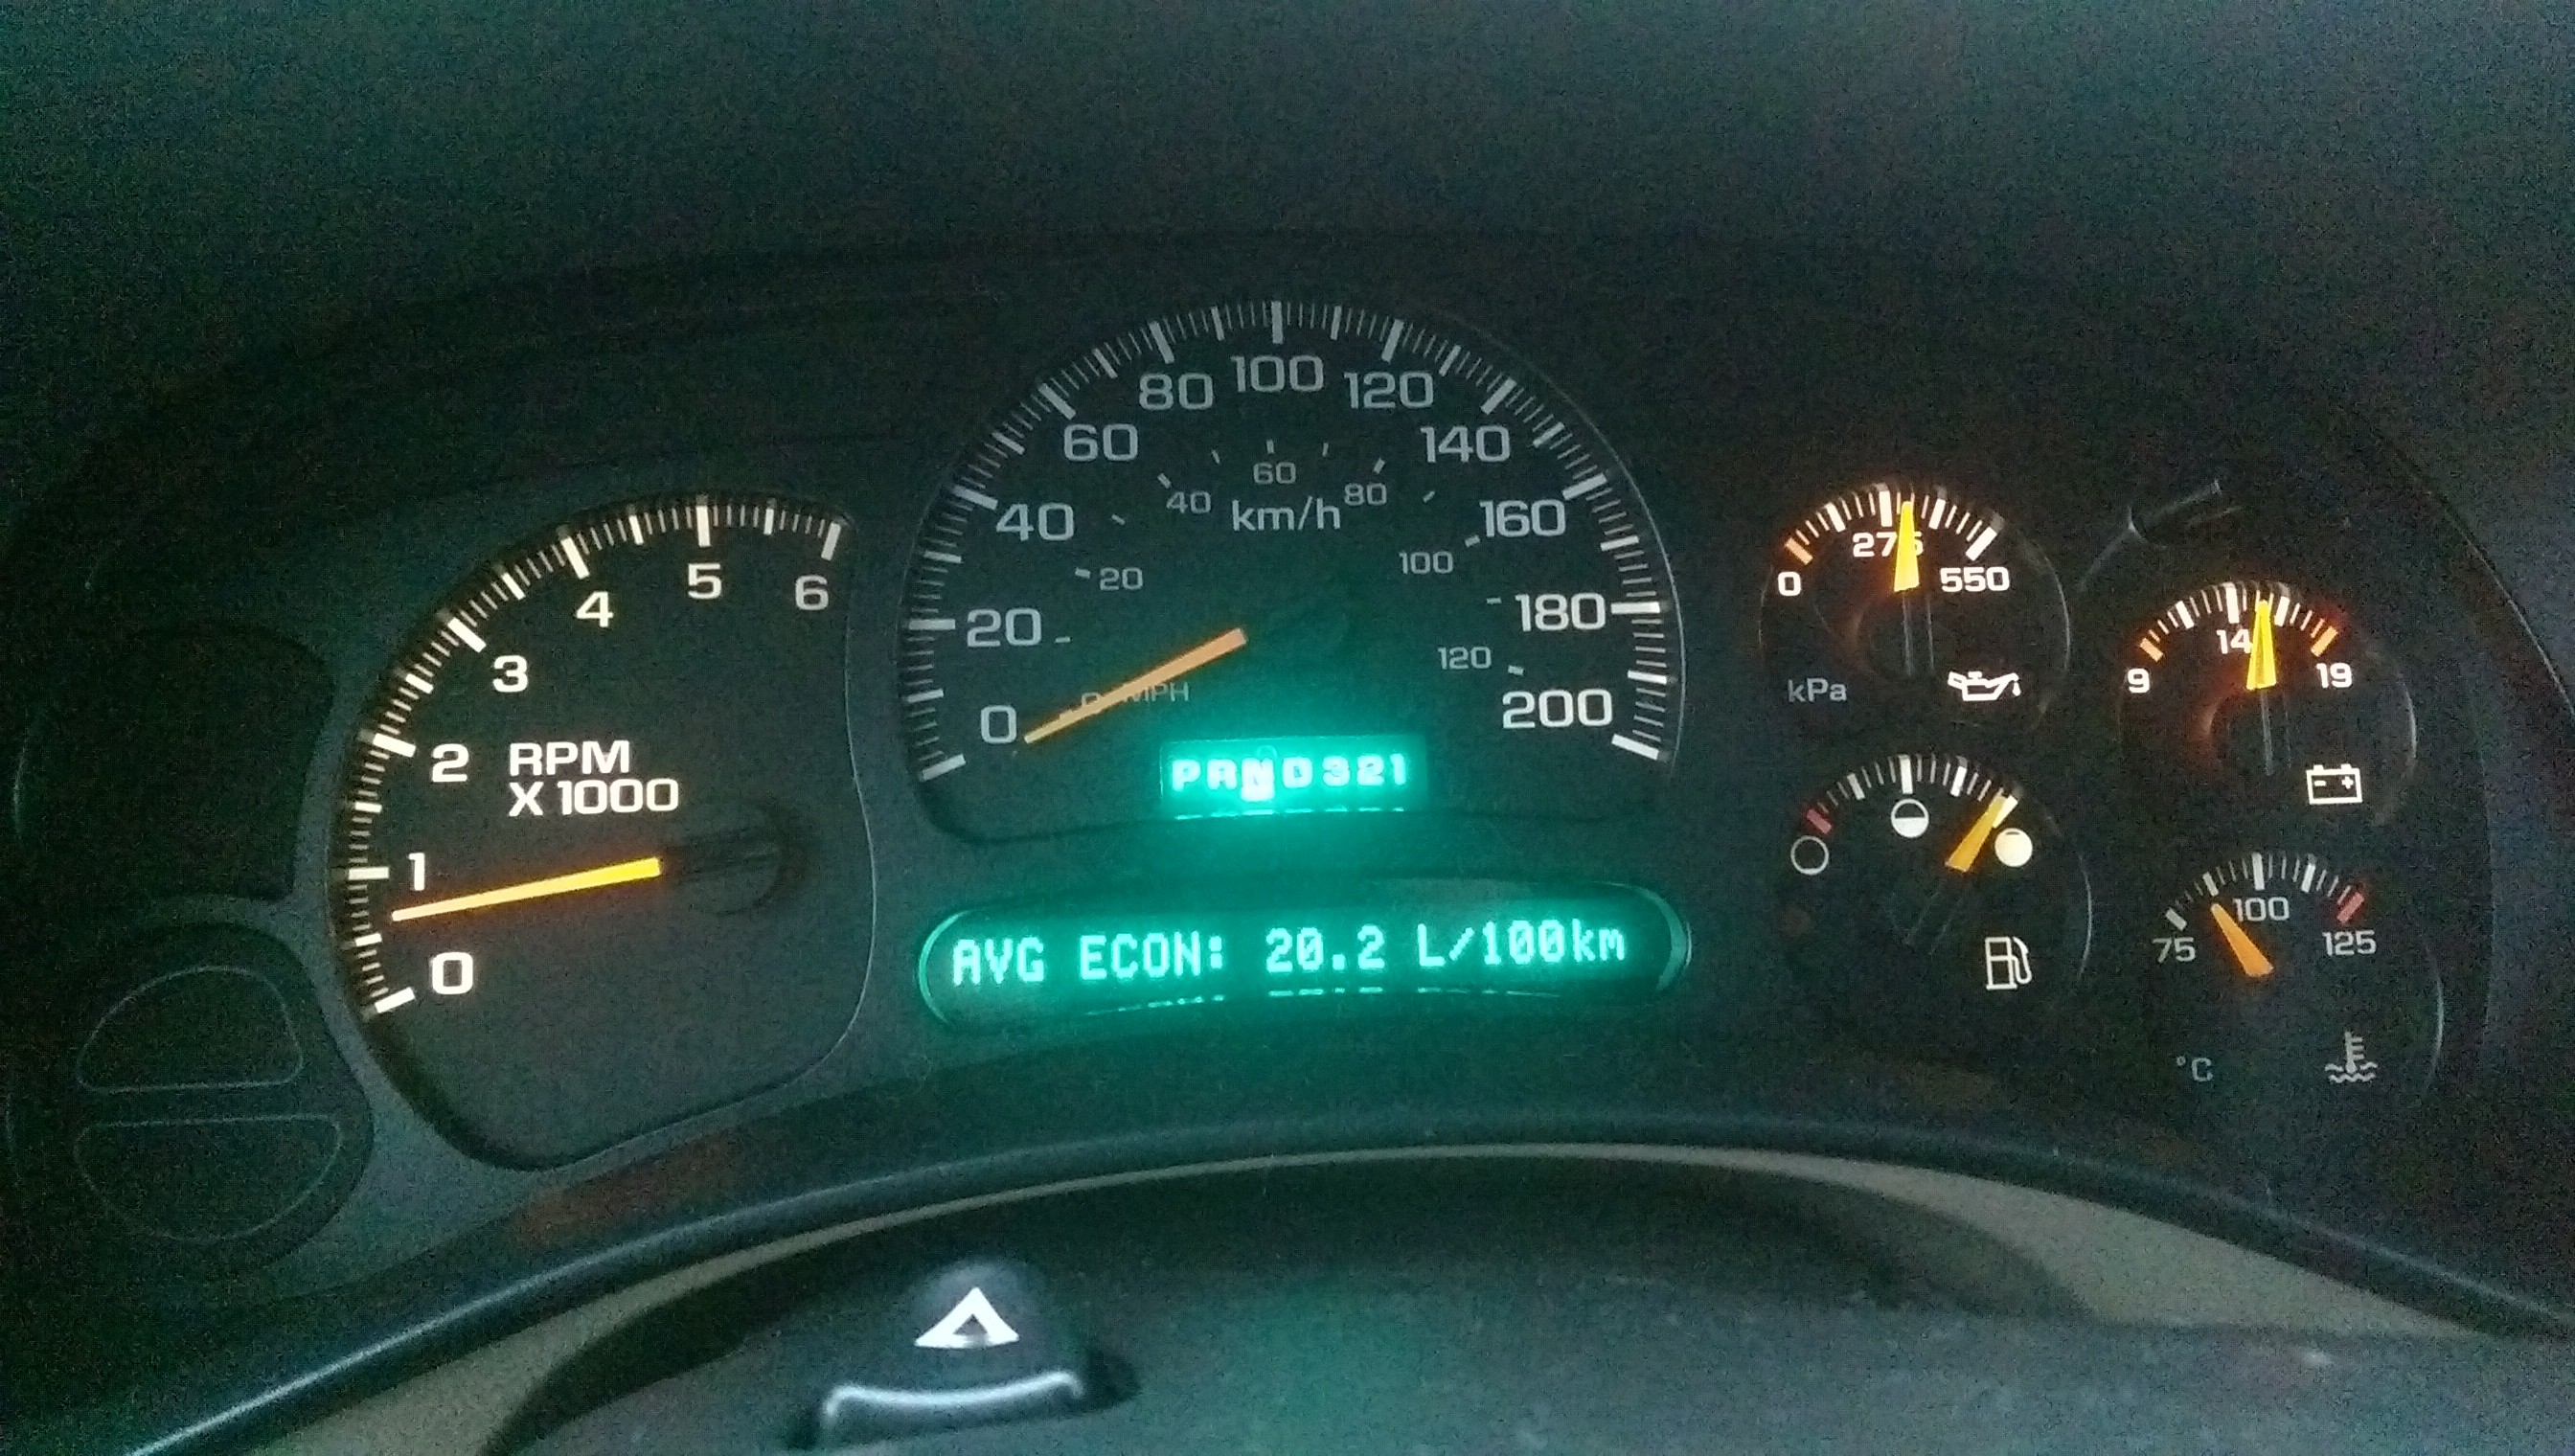 80 100 120
60 140
40 160
20 180
0 200
40 60 80
20 100
0 MPH 120
km/h
PRND321
AVG ECON: 20.2 L/100km
6
5
4
3
2
1
0
RPM
X 1000
0 275 550
kPa
9 14 19
75 100 125
°C